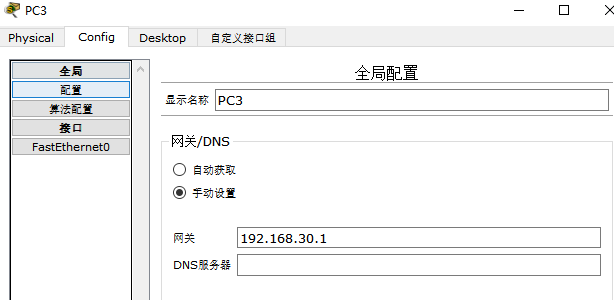 PC3
Physical Config Desktop 自定义接口组
全局
配置
算法配置
接口
FastEthernet0
全局配置
显示名称 PC3
网关/DNS
自动获取
手动设置
网关 192.168.30.1
DNS服务器